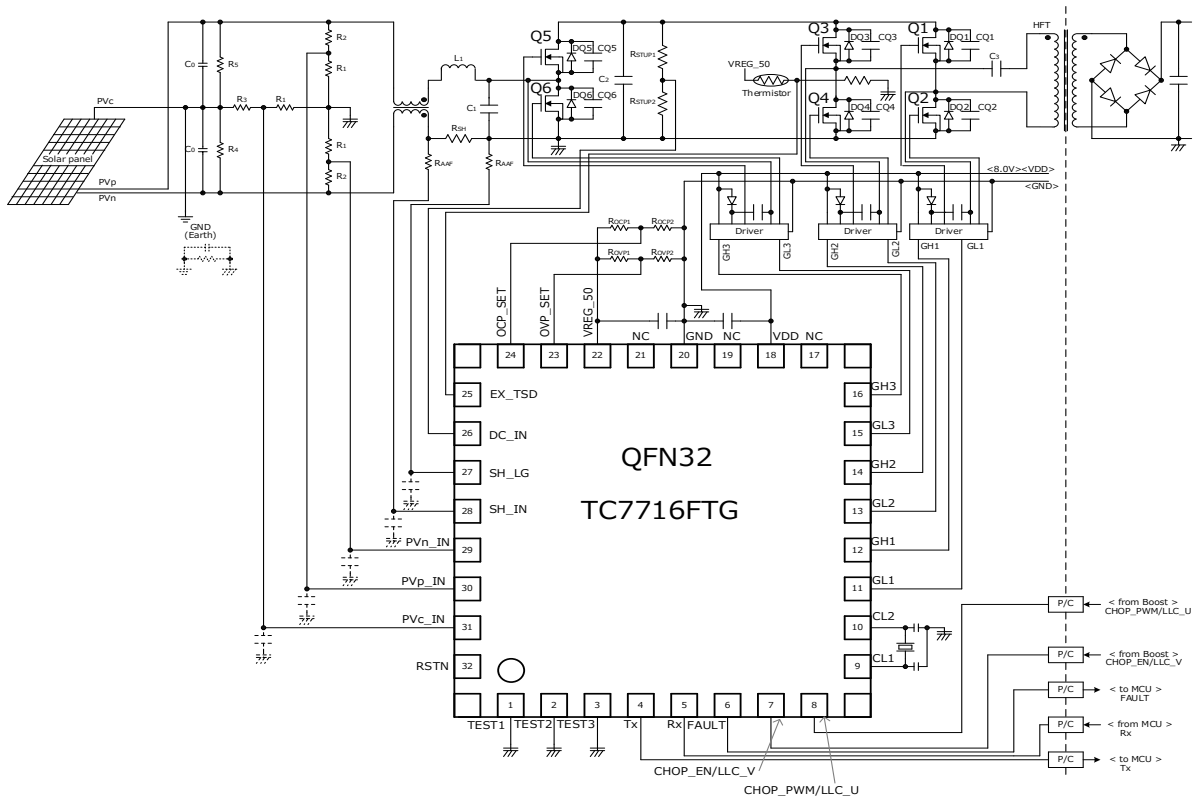 Q5
Q3
Q1
HFT
R2
DQ5 CQ5
DQ3 CQ3
DQ1 CQ1
RSTUP1
C0
R5
R1
L1
C2
VREG_50
C3
Thermistor
Q6
Q4
Q2
PVc
R3
R1
C1
DQ6 CQ6
RSTUP2
DQ4 CQ4
DQ2 CQ2
RSH
Solar panel
C0
R4
R1
R2
RAAF
RAAF
PVp
PVn
<8.0V><VDD>
<GND>
GND
(Earth)
ROCP1
ROCP2
ROVP1
ROVP2
Driver
Driver
Driver
GH3
GL3
GH2
GL2
GH1
GL1
OCP_SET
OVP_SET
VREG_50
NC
GND
NC
VDD
NC
24
23
22
21
20
19
18
17
25
EX_TSD
16
GH3
26
DC_IN
15
GL3
27
SH_LG
14
GH2
28
SH_IN
13
GL2
PVn_IN
29
12
GH1
PVp_IN
30
11
GL1
PVc_IN
31
10
CL2
RSTN
32
9
CL1
QFN32
TC7716FTG
1
2
3
4
5
6
7
8
TEST1
TEST2
TEST3
Tx
Rx
FAULT
CHOP_EN/LLC_V
CHOP_PWM/LLC_U
P/C
< from Boost >
CHOP_PWM/LLC_U
P/C
< from Boost >
CHOP_EN/LLC_V
P/C
< to MCU >
FAULT
P/C
< from MCU >
Rx
P/C
< to MCU >
Tx